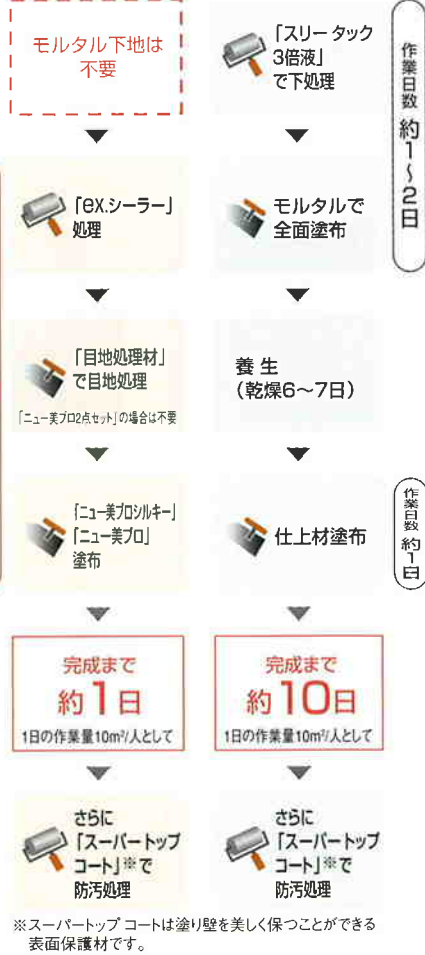 モルタル下地は
不要
「ex.シーラー」
処理
「目地処理材」
で目地処理
「ニュー美プロ2点セット」の場合は不要
「ニュー美プロシルキー」
「ニュー美プロ」
塗布
完成まで
約1日
1日の作業量10m²/人として
さらに
「スーパートップ
コート」※で
防汚処理
「スリータック
3倍液」
で下処理
モルタルで
全面塗布
養生
(乾燥6〜7日)
仕上材塗布
完成まで
約10日
1日の作業量10m²/人として
さらに
「スーパートップ
コート」※で
防汚処理
作業日数 約1〜2日
作業日数 約1日
※スーパートップコートは塗り壁を美しく保つことができる
表面保護材です。